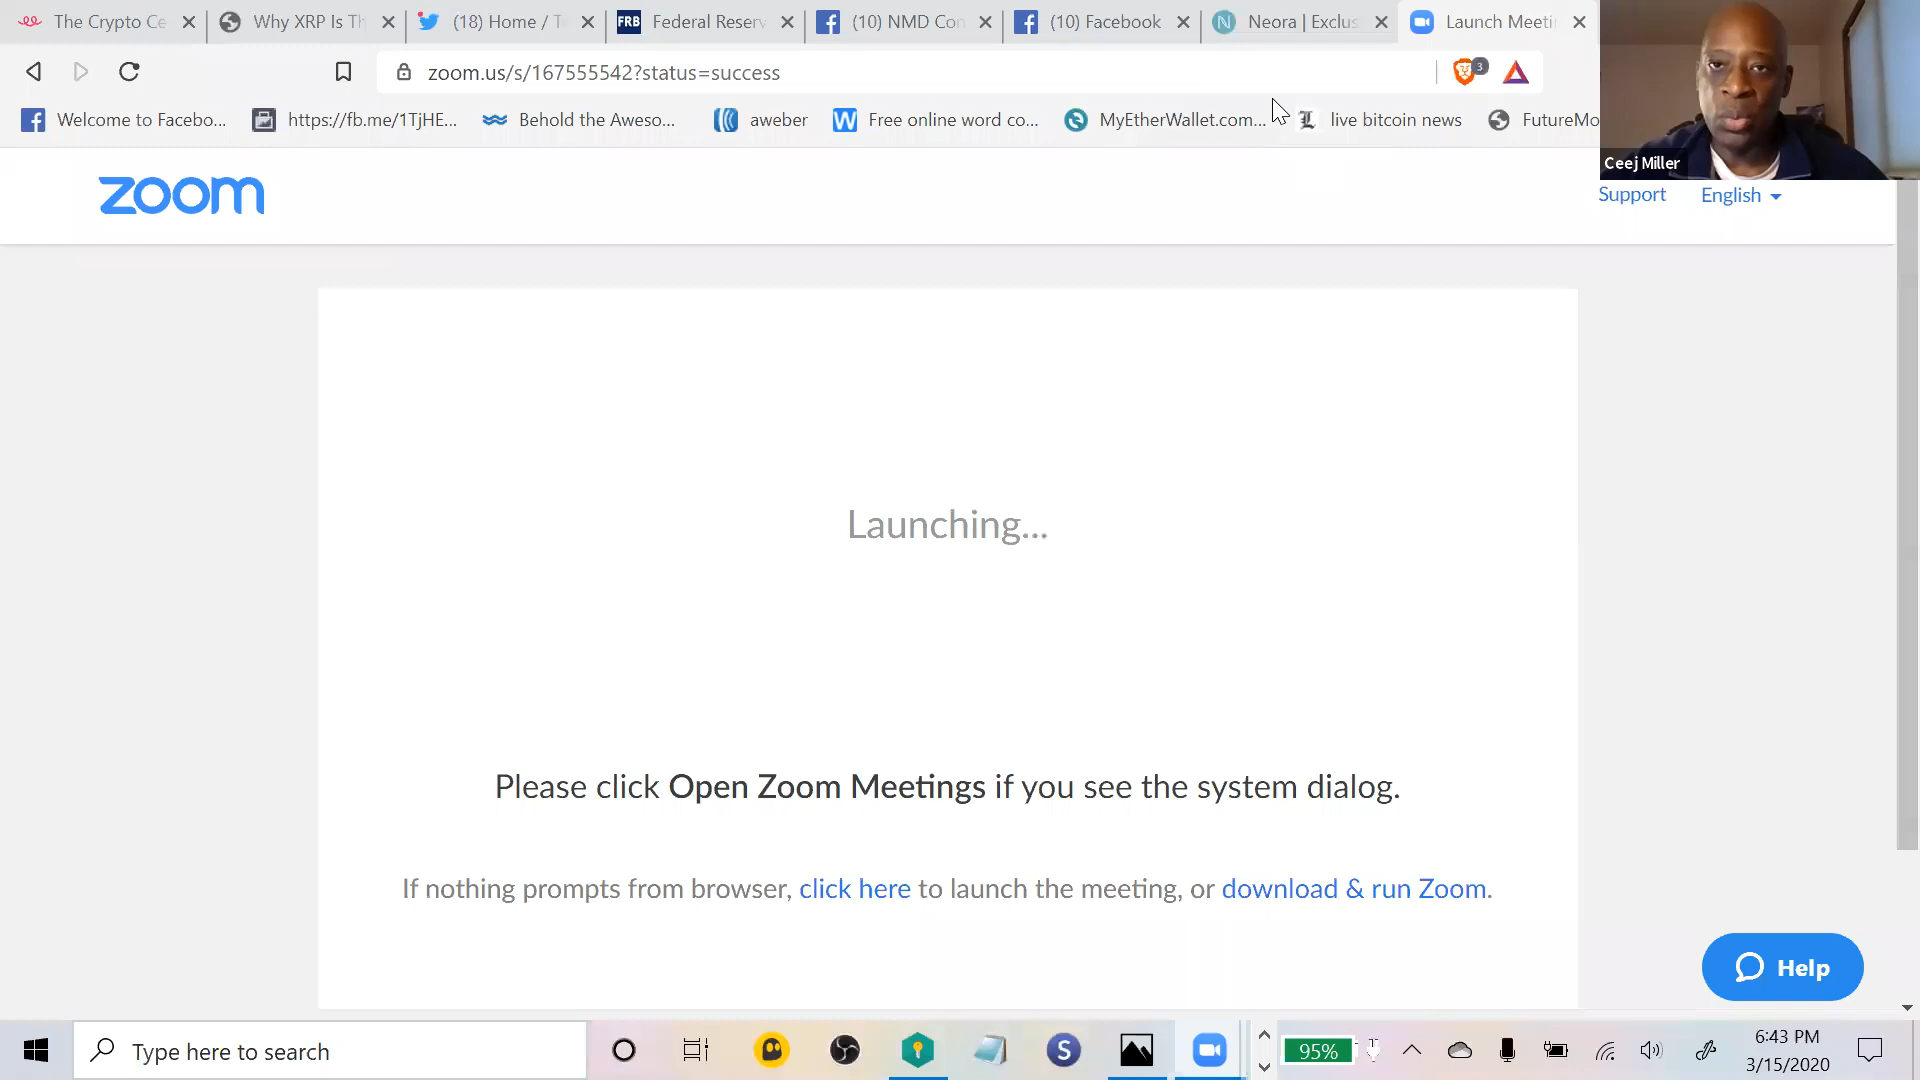 The Crypto Ce
Why XRP Is Th
(18) Home / T
FRB Federal Reserv
(10) NMD Con
(10) Facebook
N Neora | Exclus
Launch Meetin
zoom.us/s/167555542?status=success
3
Welcome to Facebo...
https://fb.me/1TjHE...
Behold the Aweso...
aweber
W Free online word co...
MyEtherWallet.com...
L live bitcoin news
FutureMo
Ceej Miller
zoom
Support
English
Launching...
Please click Open Zoom Meetings if you see the system dialog.
If nothing prompts from browser, click here to launch the meeting, or download & run Zoom.
Help
Type here to search
S
95%
6:43 PM
3/15/2020